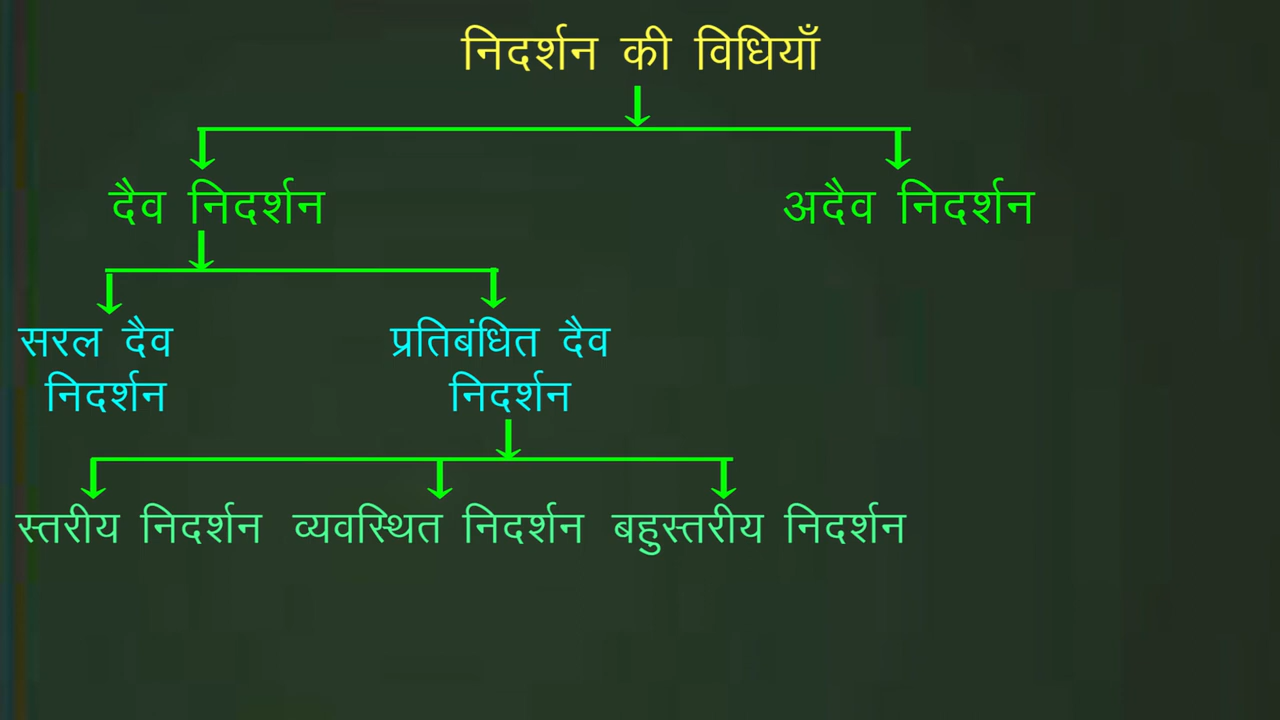 निदर्शन की विधियाँ
दैव निदर्शन
अदैव निदर्शन
सरल दैव
निदर्शन
प्रतिबंधित दैव
निदर्शन
स्तरीय निदर्शन
व्यवस्थित निदर्शन
बहुस्तरीय निदर्शन